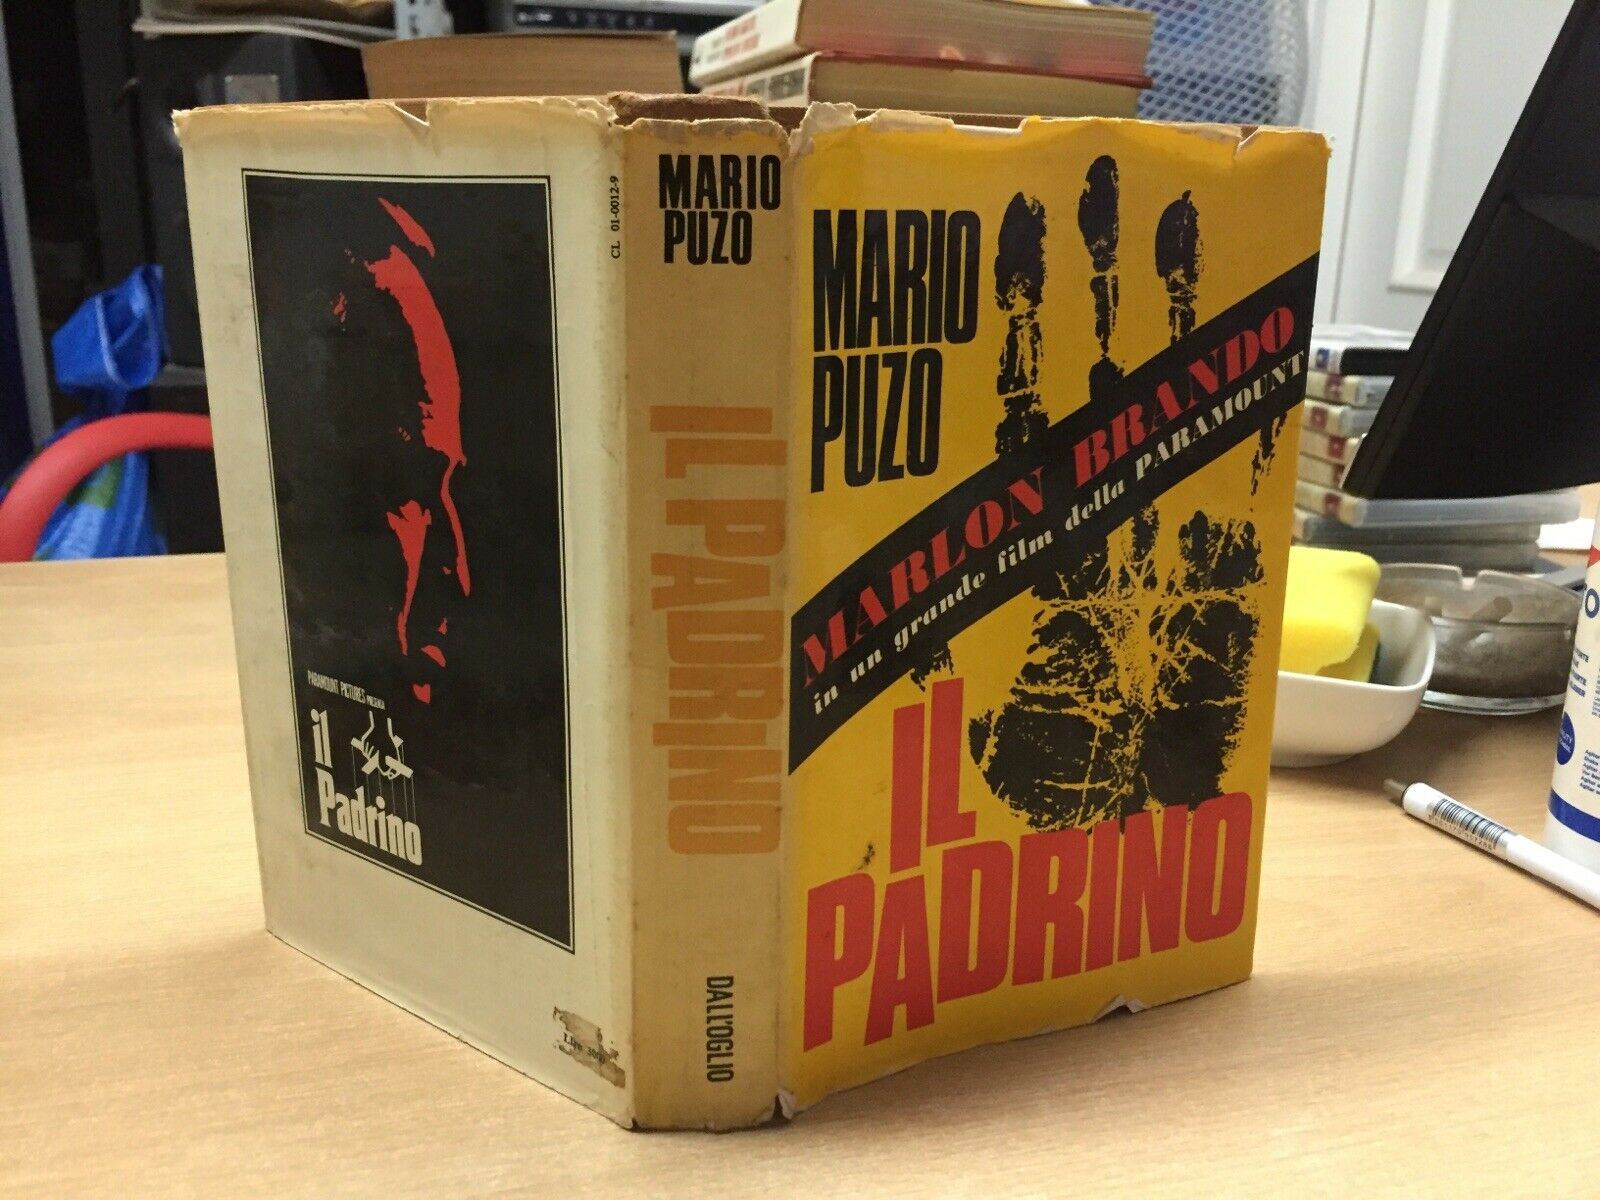 PARAMOUNT PICTURES PRESENTA
il
Padrino
CL 01-0012-9
Lire
MARIO
PUZO
IL PADRINO
DALL'OGLIO
MARIO
PUZO
MARLON BRANDO
in un grande film della PARAMOUNT
IL
PADRINO